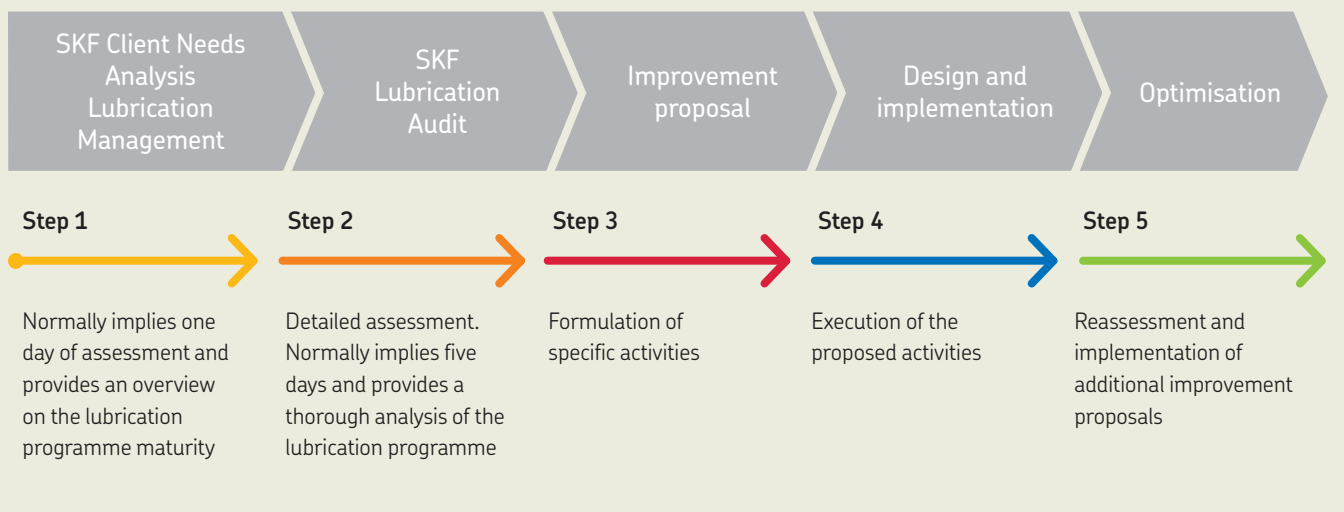 SKF Client Needs
Analysis
Lubrication
Management
SKF
Lubrication
Audit
Improvement
proposal
Design and
implementation
Optimisation
Step 1
Step 2
Step 3
Step 4
Step 5
Normally implies one
day of assessment and
provides an overview
on the lubrication
programme maturity
Detailed assessment.
Normally implies five
days and provides a
thorough analysis of the
lubrication programme
Formulation of
specific activities
Execution of the
proposed activities
Reassessment and
implementation of
additional improvement
proposals